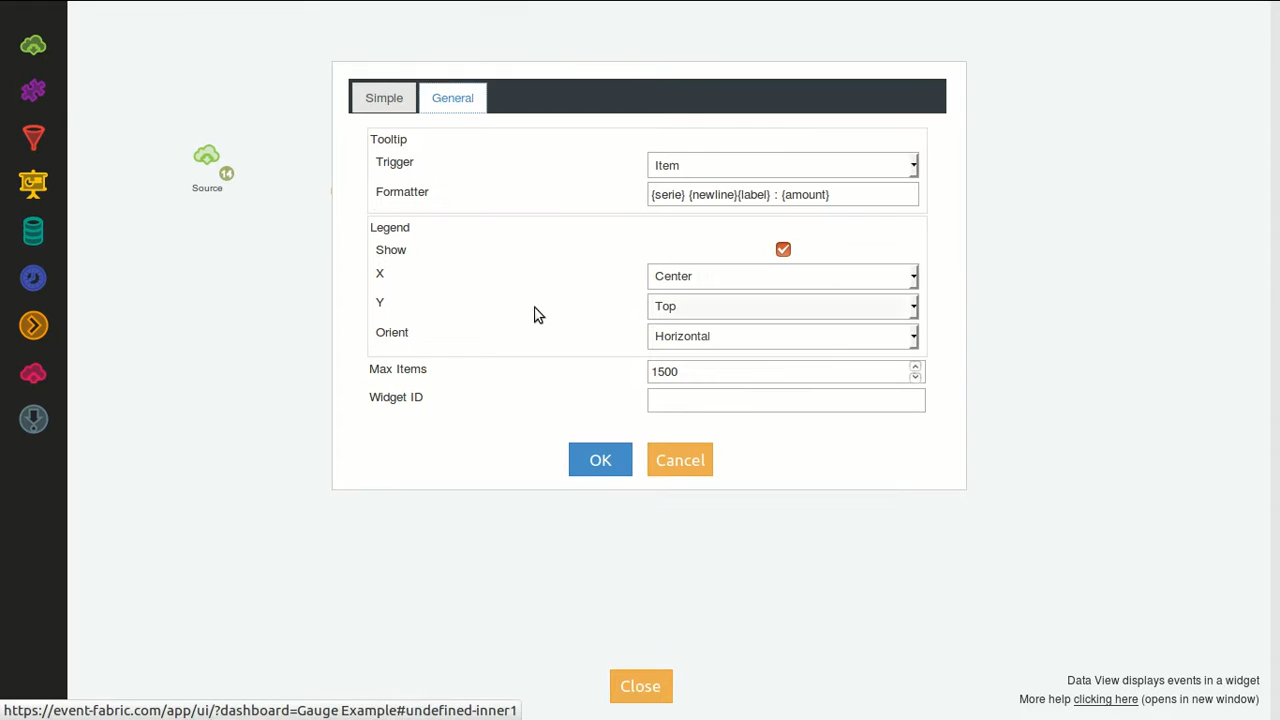 Simple General
Tooltip
Trigger Item
Formatter {serie} {newline}{label} : {amount}
Legend
Show
X Center
Y Top
Orient Horizontal
Max Items 1500
Widget ID
OK Cancel
14
Source
Close
Data View displays events in a widget
More help clicking here (opens in new window)
https://event-fabric.com/app/ui/?dashboard=Gauge Example#undefined-inner1